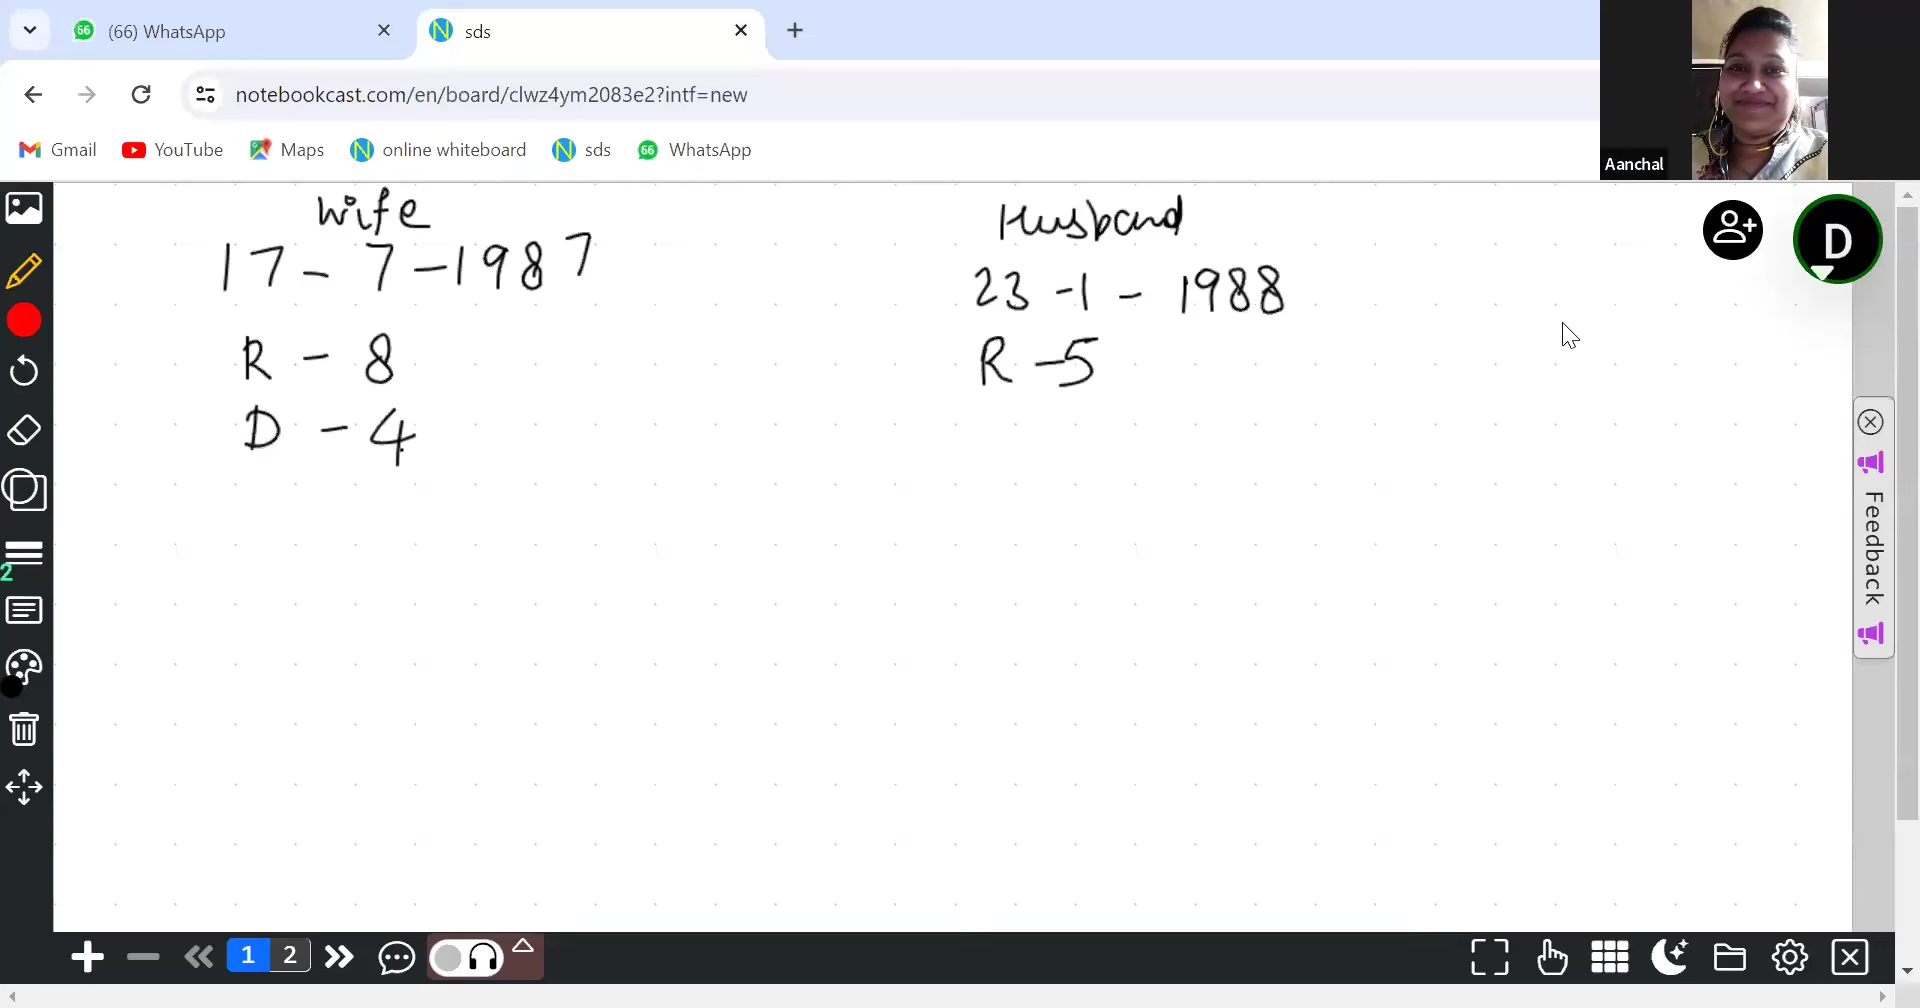 (66) WhatsApp
sds
notebookcast.com/en/board/clwz4ym2083e2?intf=new
Gmail
YouTube
Maps
online whiteboard
sds
WhatsApp
Aanchal
Wife
17 - 7 - 1987
R - 8
D - 4
Husband
23 - 1 - 1988
R - 5
D
Feedback
2
1
2